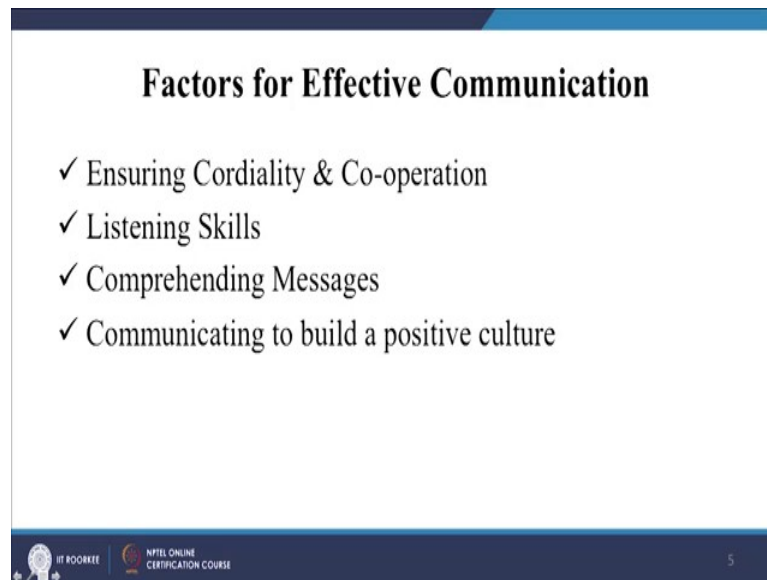 Factors for Effective Communication
✓ Ensuring Cordiality & Co-operation
✓ Listening Skills
✓ Comprehending Messages
✓ Communicating to build a positive culture
IIT ROORKEE
NPTEL ONLINE
CERTIFICATION COURSE
5